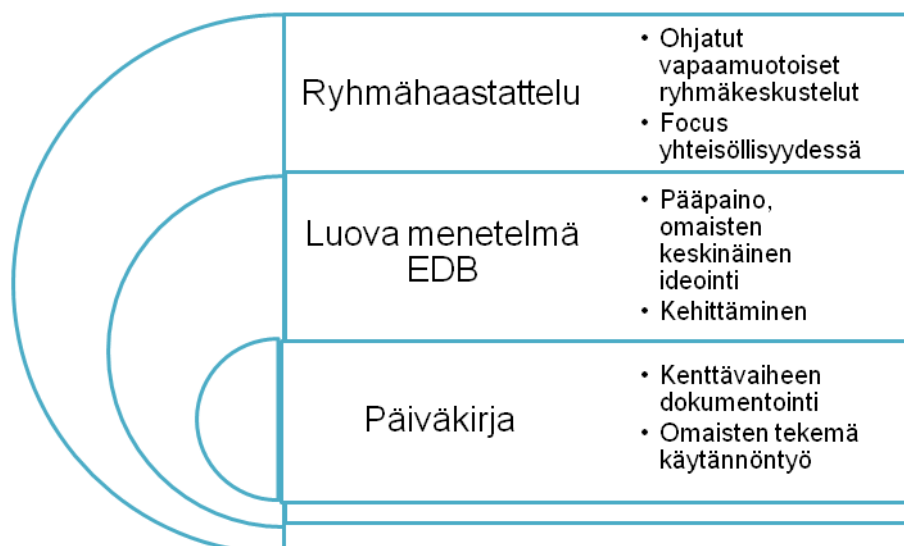 Ryhmähaastattelu
• Ohjatut
vapaamuotoiset
ryhmäkeskustelut
• Focus
yhteisöllisyydessä
Luova menetelmä
EDB
• Pääpaino,
omaisten
keskinäinen
ideointi
• Kehittäminen
Päiväkirja
• Kenttävaiheen
dokumentointi
• Omaisten tekemä
käytännöntyö